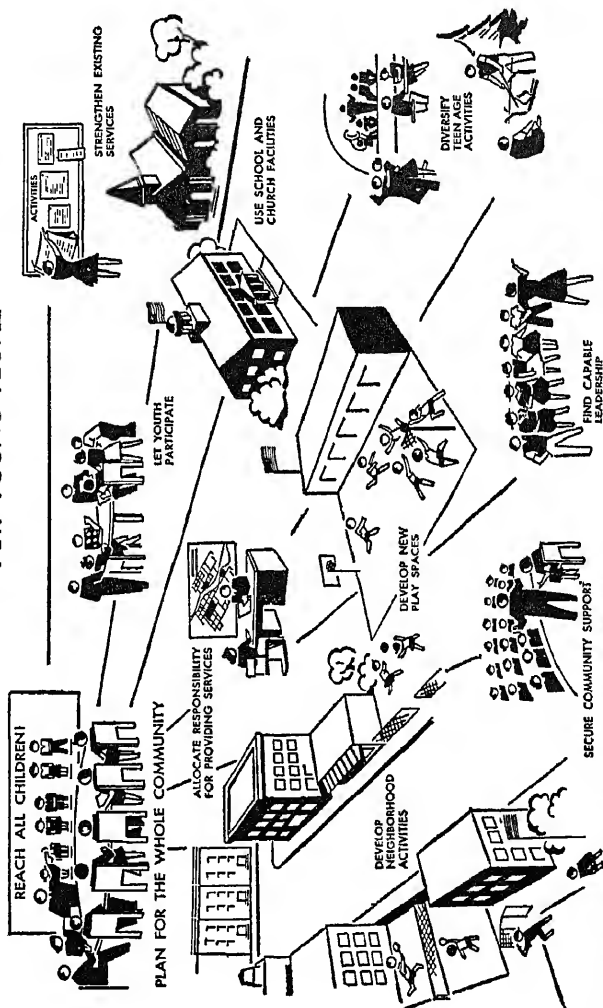 YOUNG PEOPLE
REACH ALL CHILDREN!
PLAN FOR THE WHOLE COMMUNITY
LET YOUTH
PARTICIPATE
ACTIVITIES
STRENGTHEN EXISTING
SERVICES
ALLOCATE RESPONSIBILITY
FOR PROVIDING SERVICES
USE SCHOOL AND
CHURCH FACILITIES
DEVELOP NEIGHBORHOOD
ACTIVITIES
DEVELOP NEW
PLAY SPACES
DIVERSIFY
TEEN AGE
ACTIVITIES
SECURE COMMUNITY SUPPORT
FIND CAPABLE
LEADERSHIP